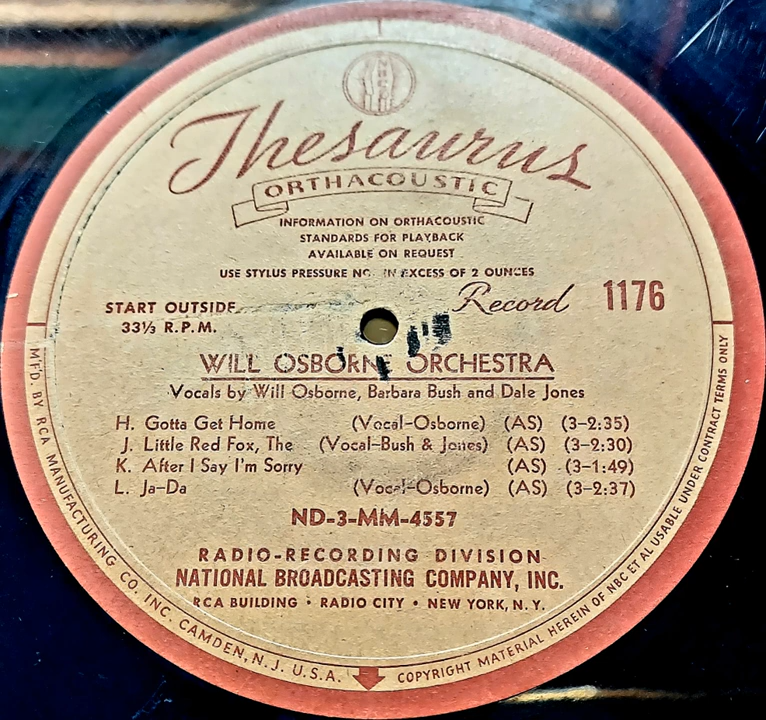 NBC
Thesaurus
ORTHACOUSTIC
INFORMATION ON ORTHACOUSTIC
STANDARDS FOR PLAYBACK
AVAILABLE ON REQUEST
USE STYLUS PRESSURE IN EXCESS OF 2 OUNCES
START OUTSIDE
33⅓ R.P.M.
Record 1176
WILL OSBORNE ORCHESTRA
Vocals by Will Osborne, Barbara Bush and Dale Jones
H. Gotta Get Home (Vocal-Osborne) (AS) (3-2:35)
J. Little Red Fox, The (Vocal-Bush & Jones) (AS) (3-2:30)
K. After I Say I'm Sorry (AS) (3-1:49)
L. Ja-Da (Vocal-Osborne) (AS) (3-2:37)
ND-3-MM-4557
RADIO-RECORDING DIVISION
NATIONAL BROADCASTING COMPANY, INC.
RCA BUILDING • RADIO CITY • NEW YORK, N. Y.
MFD. BY RCA MANUFACTURING CO. INC. CAMDEN, N. J. U. S. A.
COPYRIGHT MATERIAL HEREIN OF NBC ET AL USABLE UNDER CONTRACT TERMS ONLY